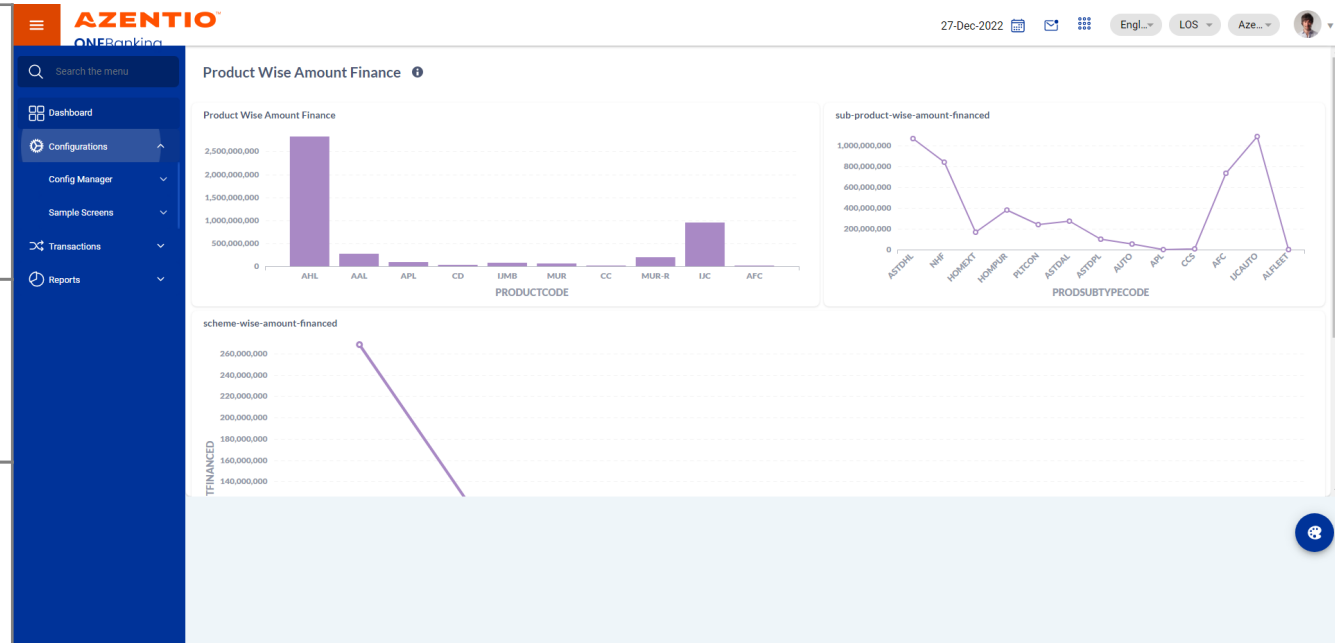 AZENTIO™
ONEBanking
27-Dec-2022
Engl...
LOS
Aze...
Search the menu
Dashboard
Configurations
Config Manager
Sample Screens
Transactions
Reports
Product Wise Amount Finance
Product Wise Amount Finance
2,500,000,000
2,000,000,000
1,500,000,000
1,000,000,000
500,000,000
0
AHL AAL APL CD IJMB MUR CC MUR-R IJC AFC
PRODUCTCODE
sub-product-wise-amount-financed
1,000,000,000
800,000,000
600,000,000
400,000,000
200,000,000
0
ASTDHL NHF HOMEXT HOMPUR PLTCON ASTDAL ASTDPL AUTO APL CCS AFC IJCAUTO ALFLEET
PRODSUBTYPECODE
scheme-wise-amount-financed
260,000,000
240,000,000
220,000,000
200,000,000
180,000,000
160,000,000
140,000,000
TFINANCED